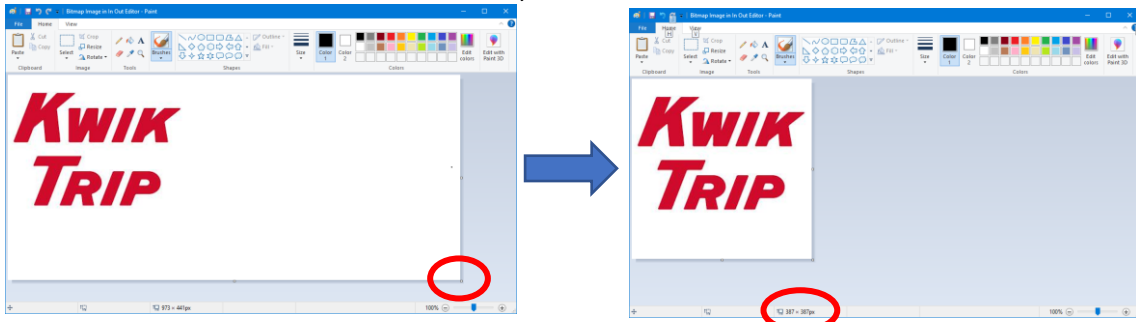 Bitmap Image in In Out Editor - Paint
File Home View
Paste
Cut
Copy
Clipboard
Select
Crop
Resize
Rotate
Image
Tools
Brushes
Shapes
Outline
Fill
Size
Color 1
Color 2
Colors
Edit colors
Edit with Paint 3D
KWIK
TRIP
973 × 441px
100%
Bitmap Image in In Out Editor - Paint
File Home View
H V
Paste
Cut
Copy
Clipboard
Select
Crop
Resize
Rotate
Image
Tools
Brushes
Shapes
Outline
Fill
Size
Color 1
Color 2
Colors
Edit colors
Edit with Paint 3D
KWIK
TRIP
387 × 387px
100%